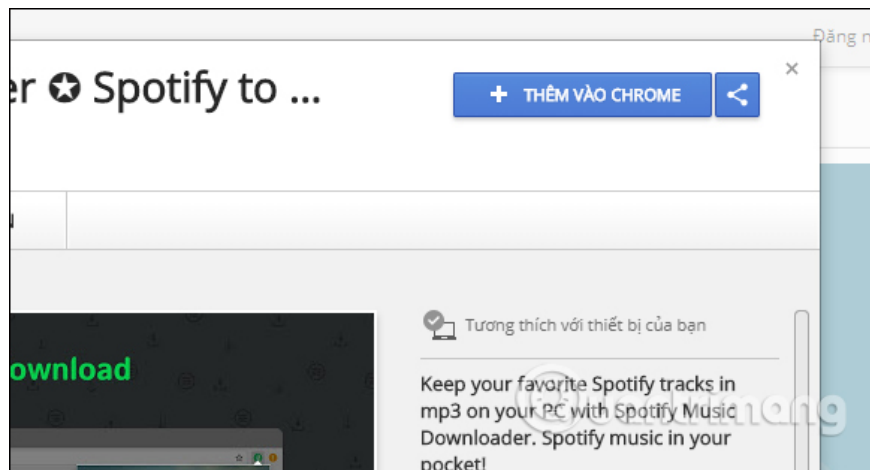 Đăng n
er ✪ Spotify to ...
+ THÊM VÀO CHROME
Tương thích với thiết bị của bạn
ownload
Keep your favorite Spotify tracks in
mp3 on your PC with Spotify Music
Downloader. Spotify music in your
pocket!
Quantrimang